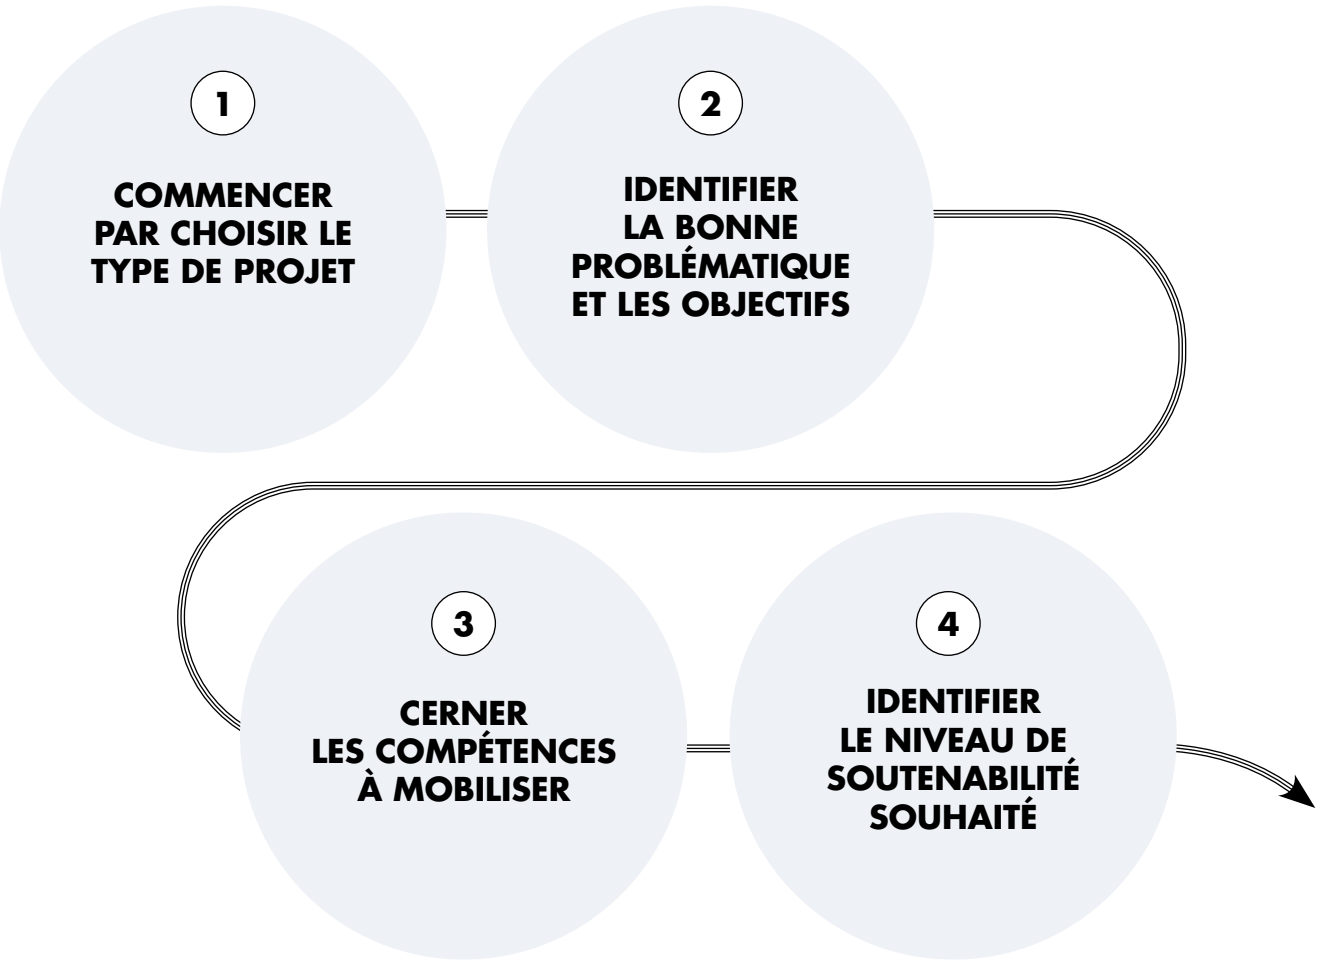 1
COMMENCER
PAR CHOISIR LE
TYPE DE PROJET
2
IDENTIFIER
LA BONNE
PROBLÉMATIQUE
ET LES OBJECTIFS
3
CERNER
LES COMPÉTENCES
À MOBILISER
4
IDENTIFIER
LE NIVEAU DE
SOUTENABILITÉ
SOUHAITÉ